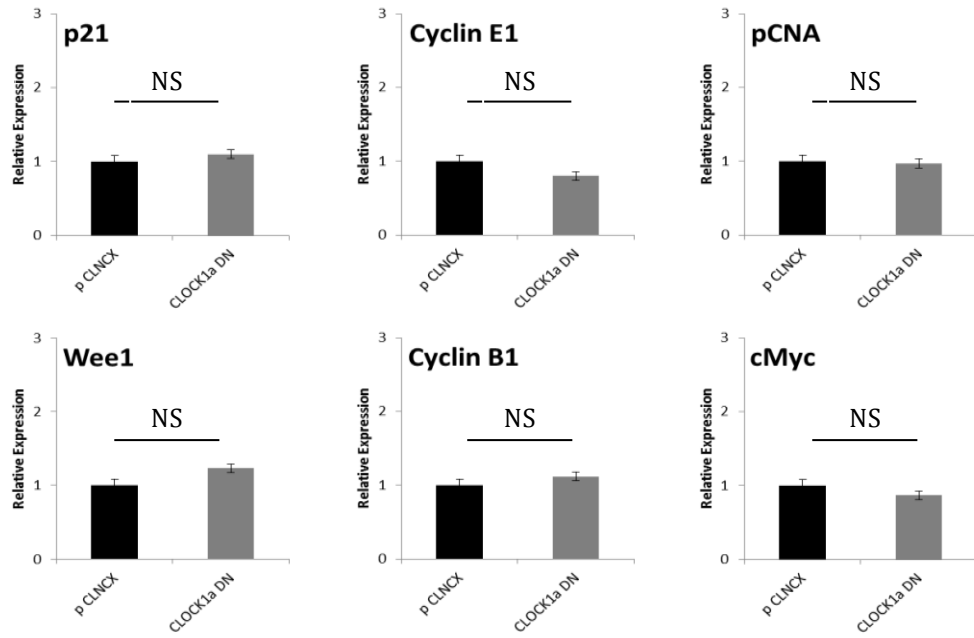 p21
NS
Relative Expression
3
2
1
0
p CLNCX
CLOCK1a DN
Cyclin E1
NS
Relative Expression
3
2
1
0
p CLNCX
CLOCK1a DN
pCNA
NS
Relative Expression
3
2
1
0
p CLNCX
CLOCK1a DN
Wee1
NS
Relative Expression
3
2
1
0
p CLNCX
CLOCK1a DN
Cyclin B1
NS
Relative Expression
3
2
1
0
p CLNCX
CLOCK1a DN
cMyc
NS
Relative Expression
3
2
1
0
p CLNCX
CLOCK1a DN